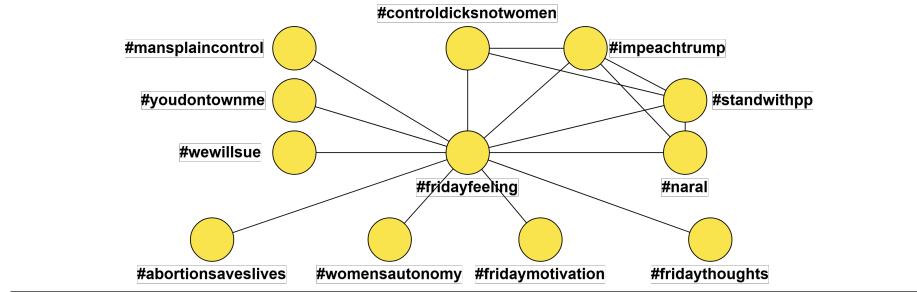 #controldicksnotwomen
#mansplaincontrol
#impeachtrump
#youdontownme
#standwithpp
#wewillsue
#fridayfeeling
#naral
#abortionsaveslives
#womensautonomy
#fridaymotivation
#fridaythoughts